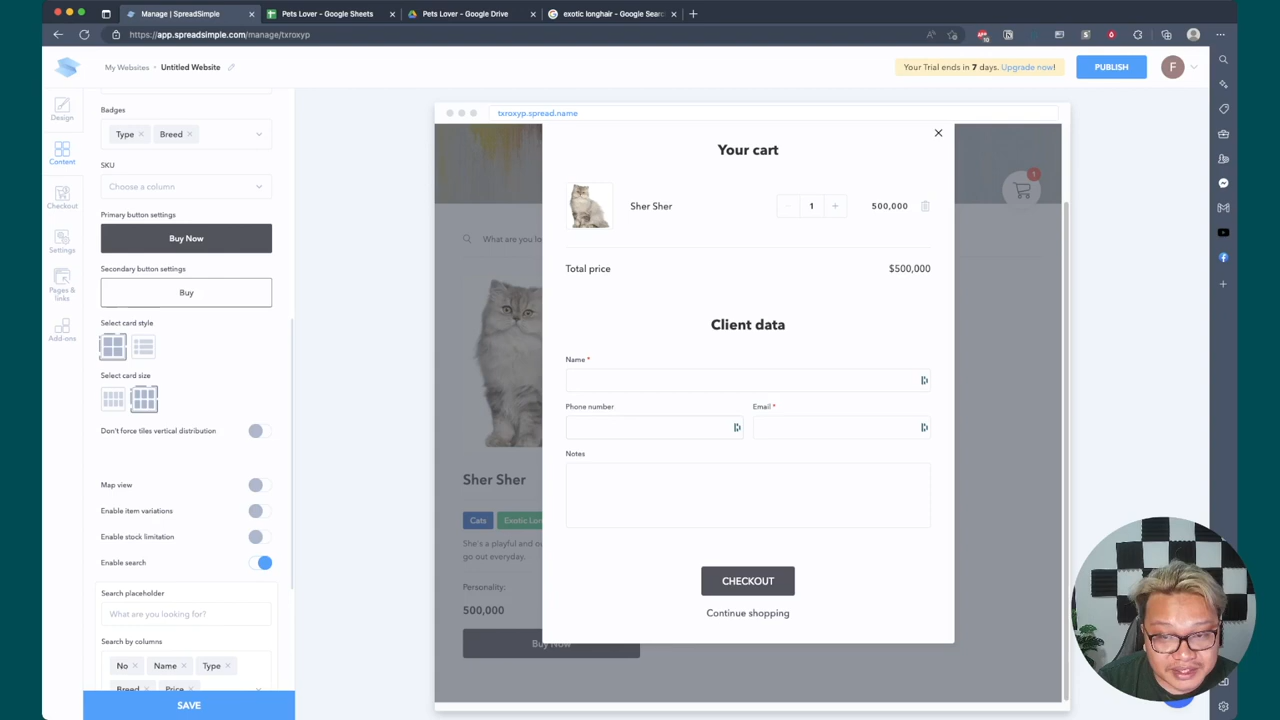 Manage | SpreadSimple
Pets Lover - Google Sheets
Pets Lover - Google Drive
exotic longhair - Google Searc
https://app.spreadsimple.com/manage/txroxyp
My Websites
Untitled Website
Your Trial ends in 7 days. Upgrade now!
PUBLISH
F
Design
Content
Checkout
Settings
Pages & links
Add-ons
Badges
Type
Breed
SKU
Choose a column
Primary button settings
Buy Now
Secondary button settings
Buy
Select card style
Select card size
Don't force tiles vertical distribution
Map view
Enable item variations
Enable stock limitation
Enable search
Search placeholder
What are you looking for?
Search by columns
No
Name
Type
Breed
Price
SAVE
txroxyp.spread.name
1
What are you lo
Sher Sher
Cats
Exotic Lon
She's a playful and ou
go out everyday.
Personality:
500,000
Buy Now
Your cart
Sher Sher
- 1 +
500,000
Total price
$500,000
Client data
Name *
Phone number
Email *
Notes
CHECKOUT
Continue shopping